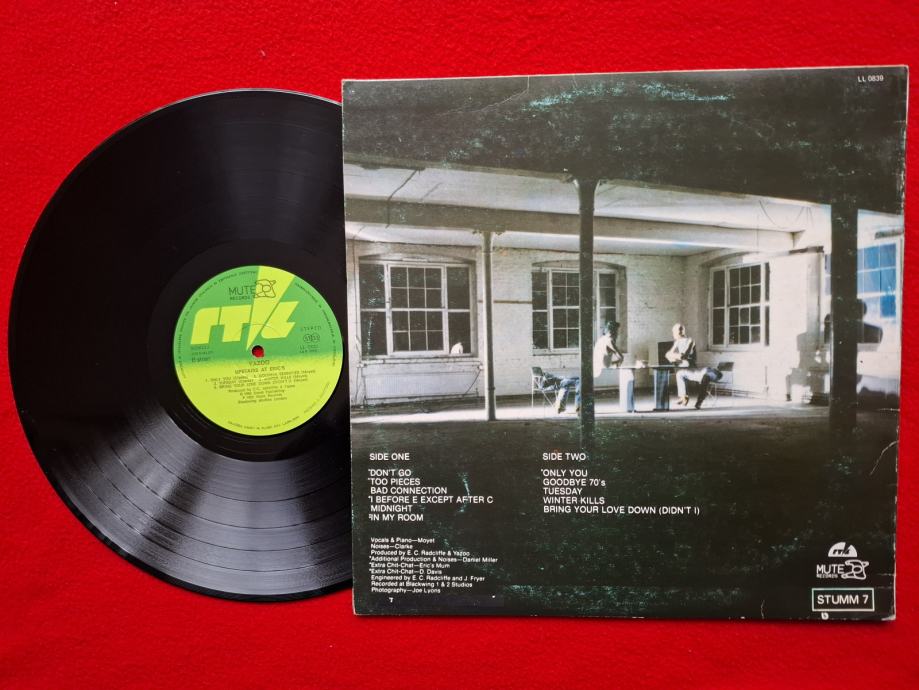 MUTE
RECORDS
rtlj
STEREO
YAZOO
UPSTAIRS AT ERIC'S
LL 0839
SIDE ONE
*DON'T GO
*TOO PIECES
BAD CONNECTION
*I BEFORE E EXCEPT AFTER C
MIDNIGHT
IN MY ROOM
SIDE TWO
*ONLY YOU
GOODBYE 70's
TUESDAY
WINTER KILLS
BRING YOUR LOVE DOWN (DIDN'T I)
Vocals & Piano—Moyet
Noises—Clarke
Produced by E. C. Radcliffe & Yazoo
*Additional Production & Noises—Daniel Miller
*Extra Chit-Chat—Eric's Mum
*Extra Chit-Chat—D. Davis
Engineered by E. C. Radcliffe and J. Fryer
Recorded at Blackwing 1 & 2 Studios
Photography—Joe Lyons
MUTE
RECORDS
STUMM 7